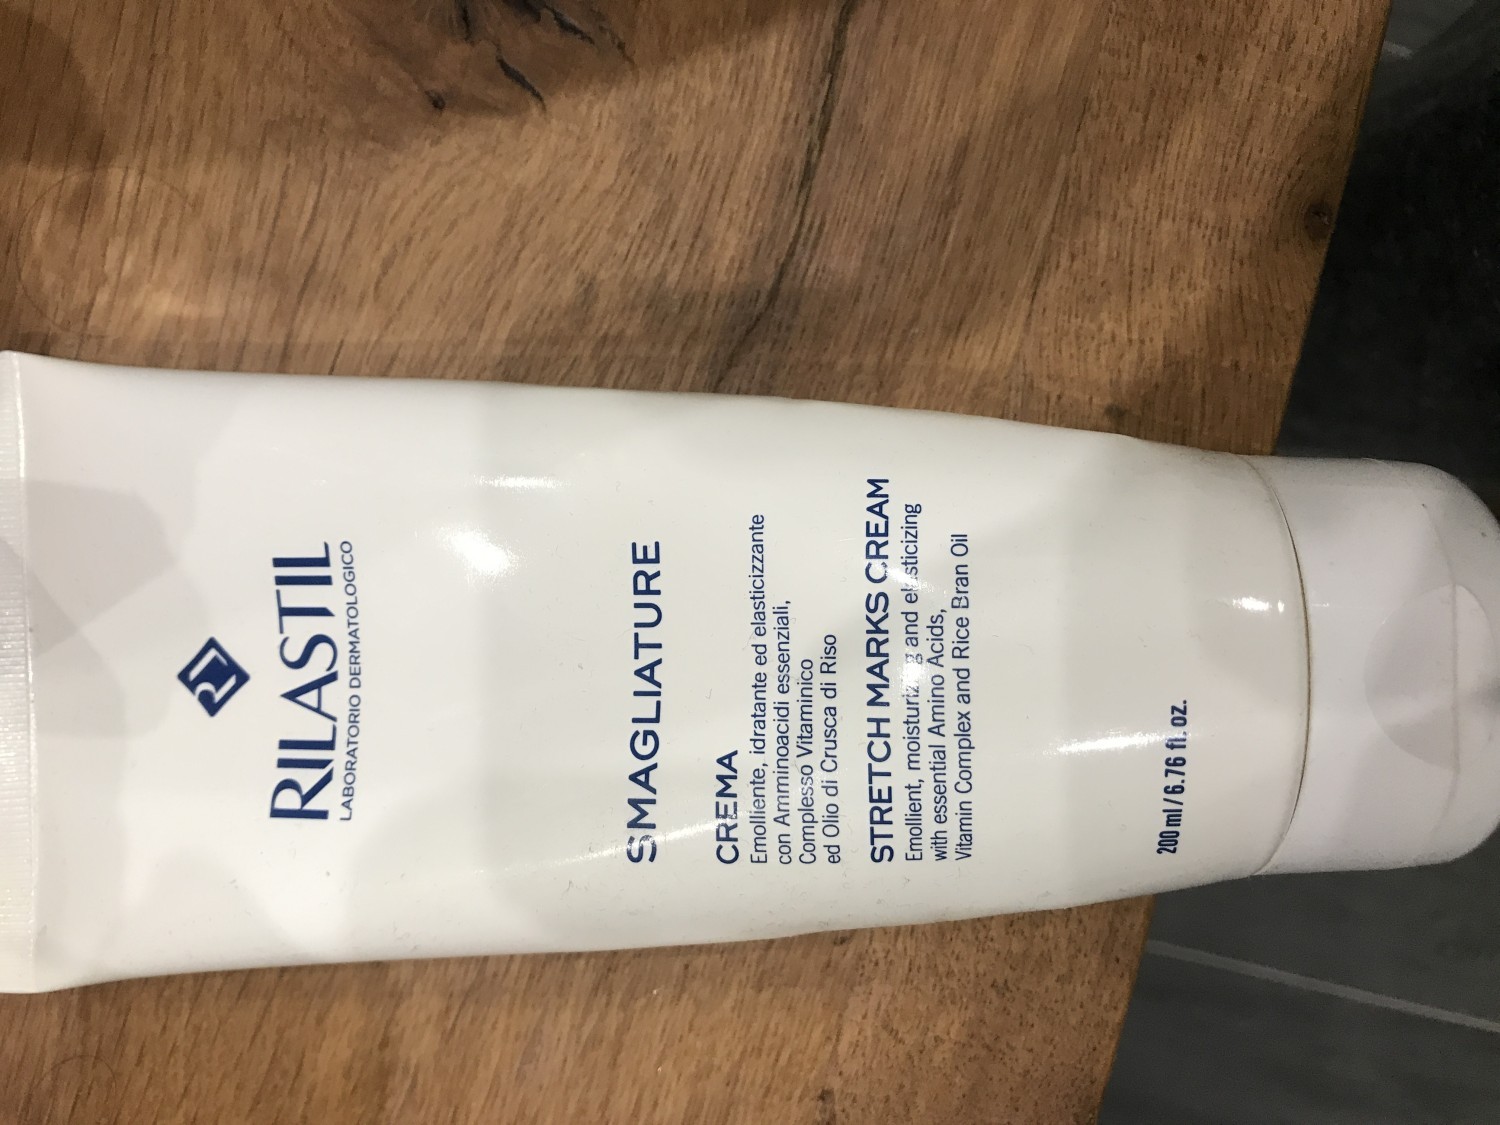 RILASTIL
LABORATORIO DERMATOLOGICO
SMAGLIATURE
CREMA
Emolliente, idratante ed elasticizzante
con Amminoacidi essenziali,
Complesso Vitaminico
ed Olio di Crusca di Riso
STRETCH MARKS CREAM
Emollient, moisturizing and elasticizing
with essential Amino Acids,
Vitamin Complex and Rice Bran Oil
200 ml / 6.76 fl. oz.